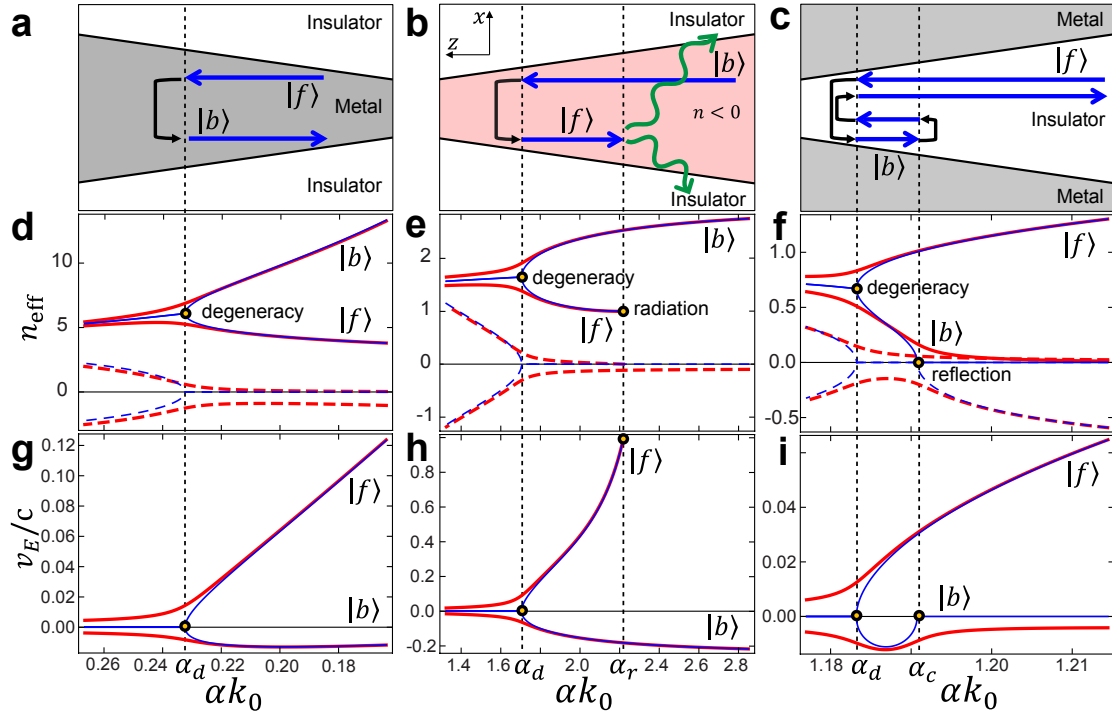 a
Insulator
|f⟩
|b⟩
Metal
Insulator
b
x
z
Insulator
|b⟩
|f⟩
n < 0
Insulator
c
Metal
|f⟩
Insulator
|b⟩
Metal
d
n_eff
10
5
0
|b⟩
degeneracy
|f⟩
e
2
1
0
-1
|b⟩
degeneracy
|f⟩
radiation
f
1.0
0.5
0.0
-0.5
|f⟩
degeneracy
|b⟩
reflection
g
v_E/c
0.12
0.10
0.08
0.06
0.04
0.02
0.00
|f⟩
|b⟩
0.26
0.24
α_d
0.22
0.20
0.18
αk₀
h
0.8
0.6
0.4
0.2
0.0
-0.2
|f⟩
|b⟩
1.4
1.6
α_d
1.8
2.0
α_r
2.4
2.6
2.8
αk₀
i
0.04
0.02
0.00
|f⟩
|b⟩
1.18
α_d
α_c
1.20
1.21
αk₀